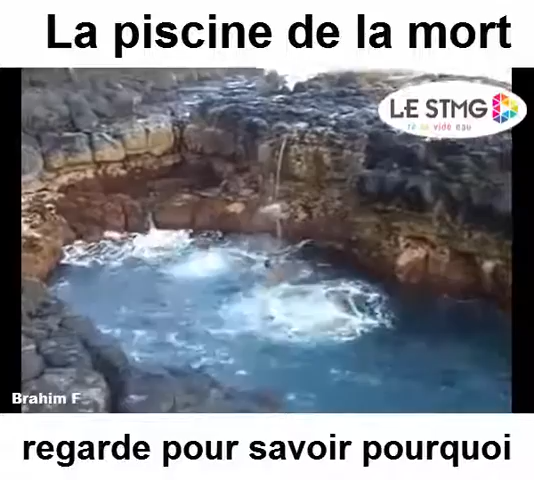 La piscine de la mort
LE STMG
Brahim F
regarde pour savoir pourquoi